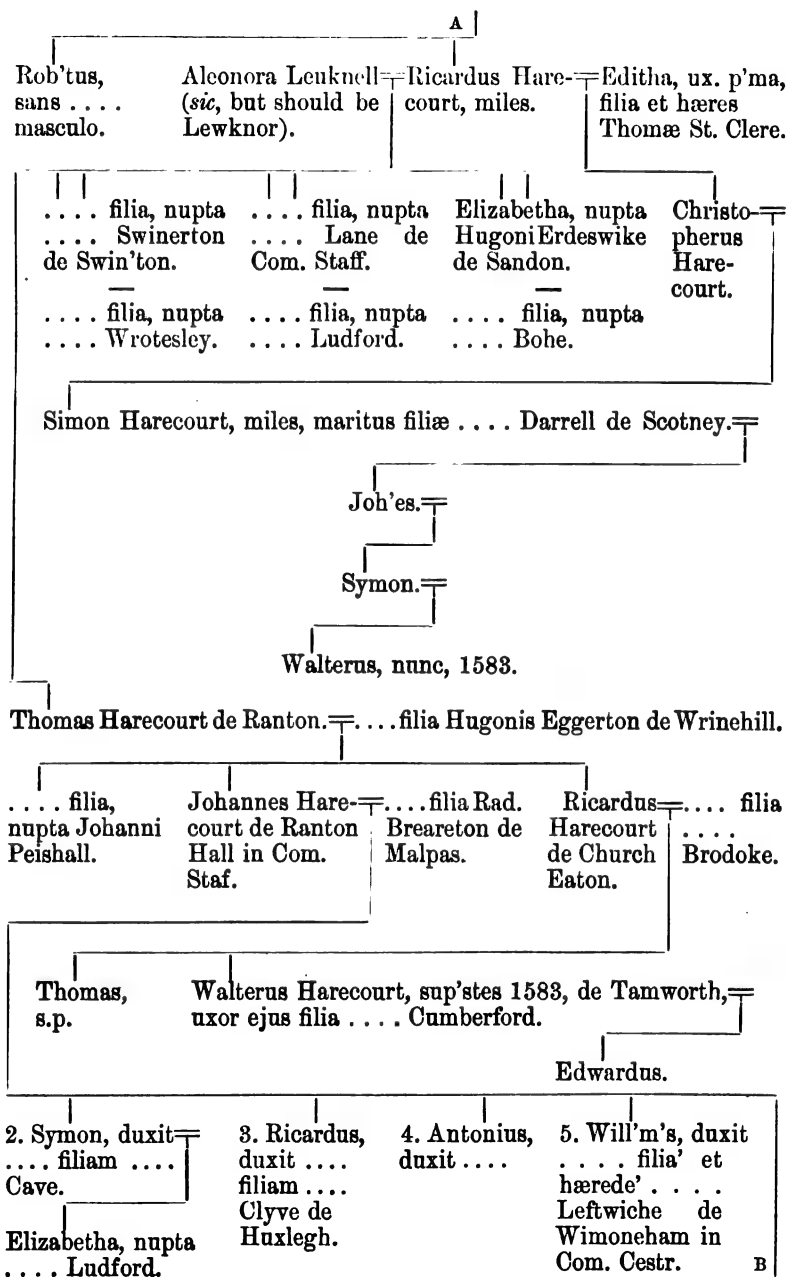 A
Rob'tus,
sans . . . .
masculo.
Aleonora Leuknell
(sic, but should be
Lewknor).
Ricardus Hare-
court, miles.
Editha, ux. p'ma,
filia et hæres
Thomæ St. Clere.
. . . . filia, nupta
. . . . Swinerton
de Swin'ton.
. . . . filia, nupta
. . . . Wrotesley.
. . . . filia, nupta
. . . . Lane de
Com. Staff.
. . . . filia, nupta
. . . . Ludford.
Elizabetha, nupta
Hugoni Erdeswike
de Sandon.
. . . . filia, nupta
. . . . Bohe.
Christo-
pherus
Hare-
court.
Simon Harecourt, miles, maritus filiæ . . . . Darrell de Scotney.
Joh'es.
Symon.
Walterus, nunc, 1583.
Thomas Harecourt de Ranton. . . . . filia Hugonis Eggerton de Wrinehill.
. . . . filia,
nupta Johanni
Peishall.
Johannes Hare-
court de Ranton
Hall in Com.
Staf.
. . . . filia Rad.
Breareton de
Malpas.
Ricardus
Harecourt
de Church
Eaton.
. . . . filia
. . . .
Brodoke.
Thomas,
s.p.
Walterus Harecourt, sup'stes 1583, de Tamworth,
uxor ejus filia . . . . Cumberford.
Edwardus.
2. Symon, duxit
. . . . filiam . . . .
Cave.
Elizabetha, nupta
. . . . Ludford.
3. Ricardus,
duxit . . . .
filiam . . . .
Clyve de
Huxlegh.
4. Antonius,
duxit . . . .
5. Will'm's, duxit
. . . . filia' et
hærede' . . . .
Leftwiche de
Wimoneham in
Com. Cestr.
B